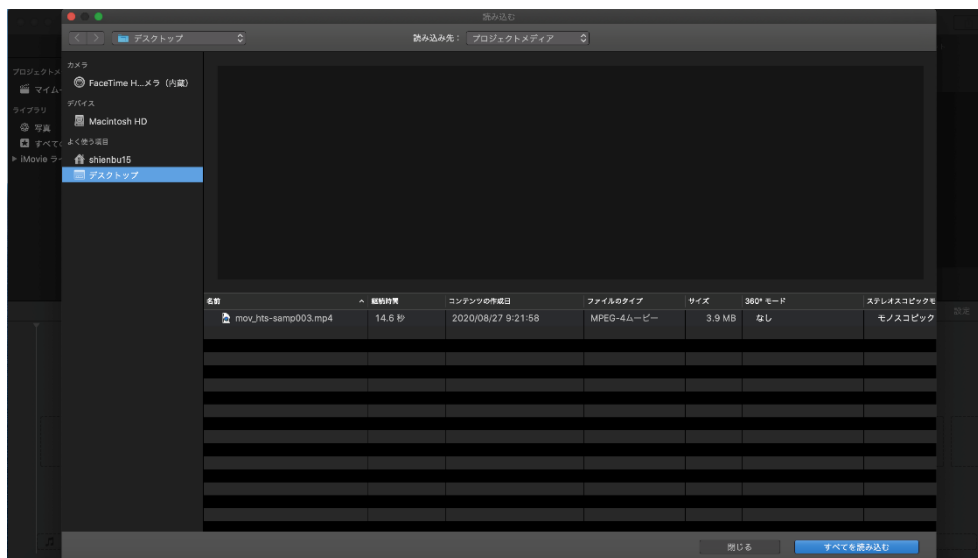 読み込む
デスクトップ
読み込み先： プロジェクトメディア
プロジェクトメ
マイム
ライブラリ
写真
すべての
iMovie ラ
カメラ
FaceTime H...メラ（内蔵）
デバイス
Macintosh HD
よく使う項目
shienbu15
デスクトップ
名前 継続時間 コンテンツの作成日 ファイルのタイプ サイズ 360° モード ステレオスコピックモ
mov_hts-samp003.mp4 14.6 秒 2020/08/27 9:21:58 MPEG-4ムービー 3.9 MB なし モノスコピック
設定
閉じる すべてを読み込む